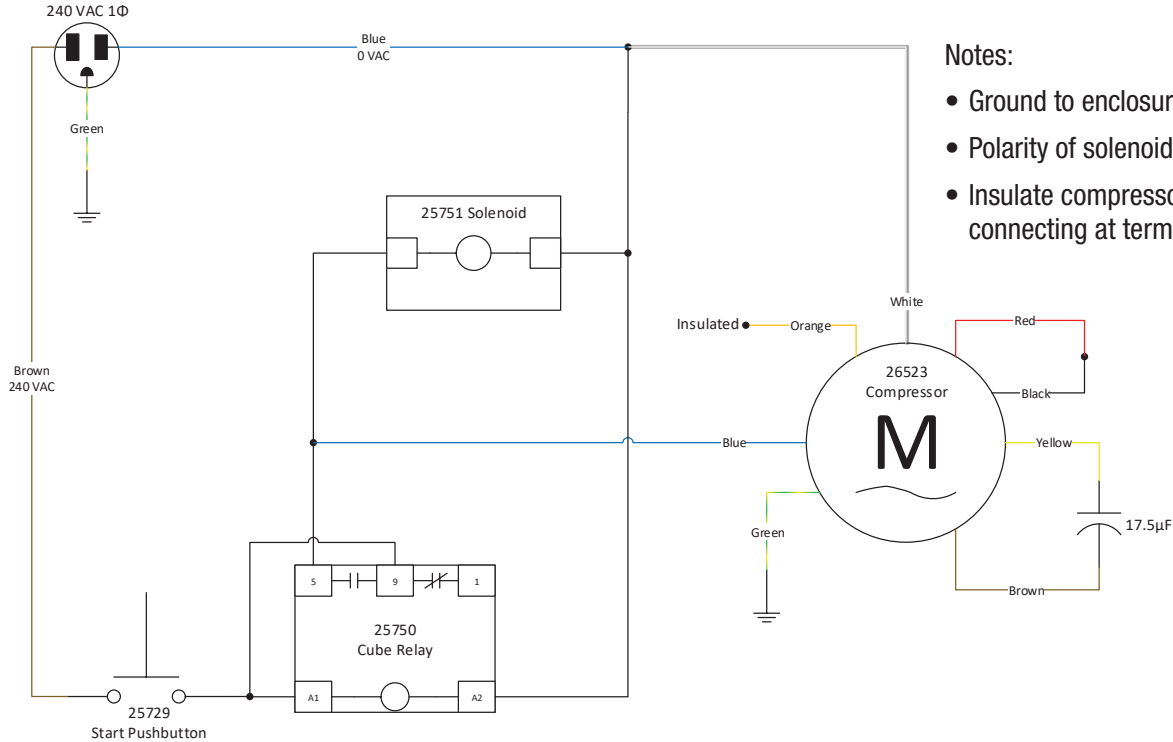 240 VAC 1Φ
Blue
0 VAC
Green
Brown
240 VAC
25751 Solenoid
Notes:
• Ground to enclosur
• Polarity of solenoid
• Insulate compresso
connecting at term
White
Insulated
Orange
Red
26523
Compressor
Black
M
Blue
Yellow
17.5µF
Green
Brown
5
9
1
25750
Cube Relay
A1
A2
25729
Start Pushbutton